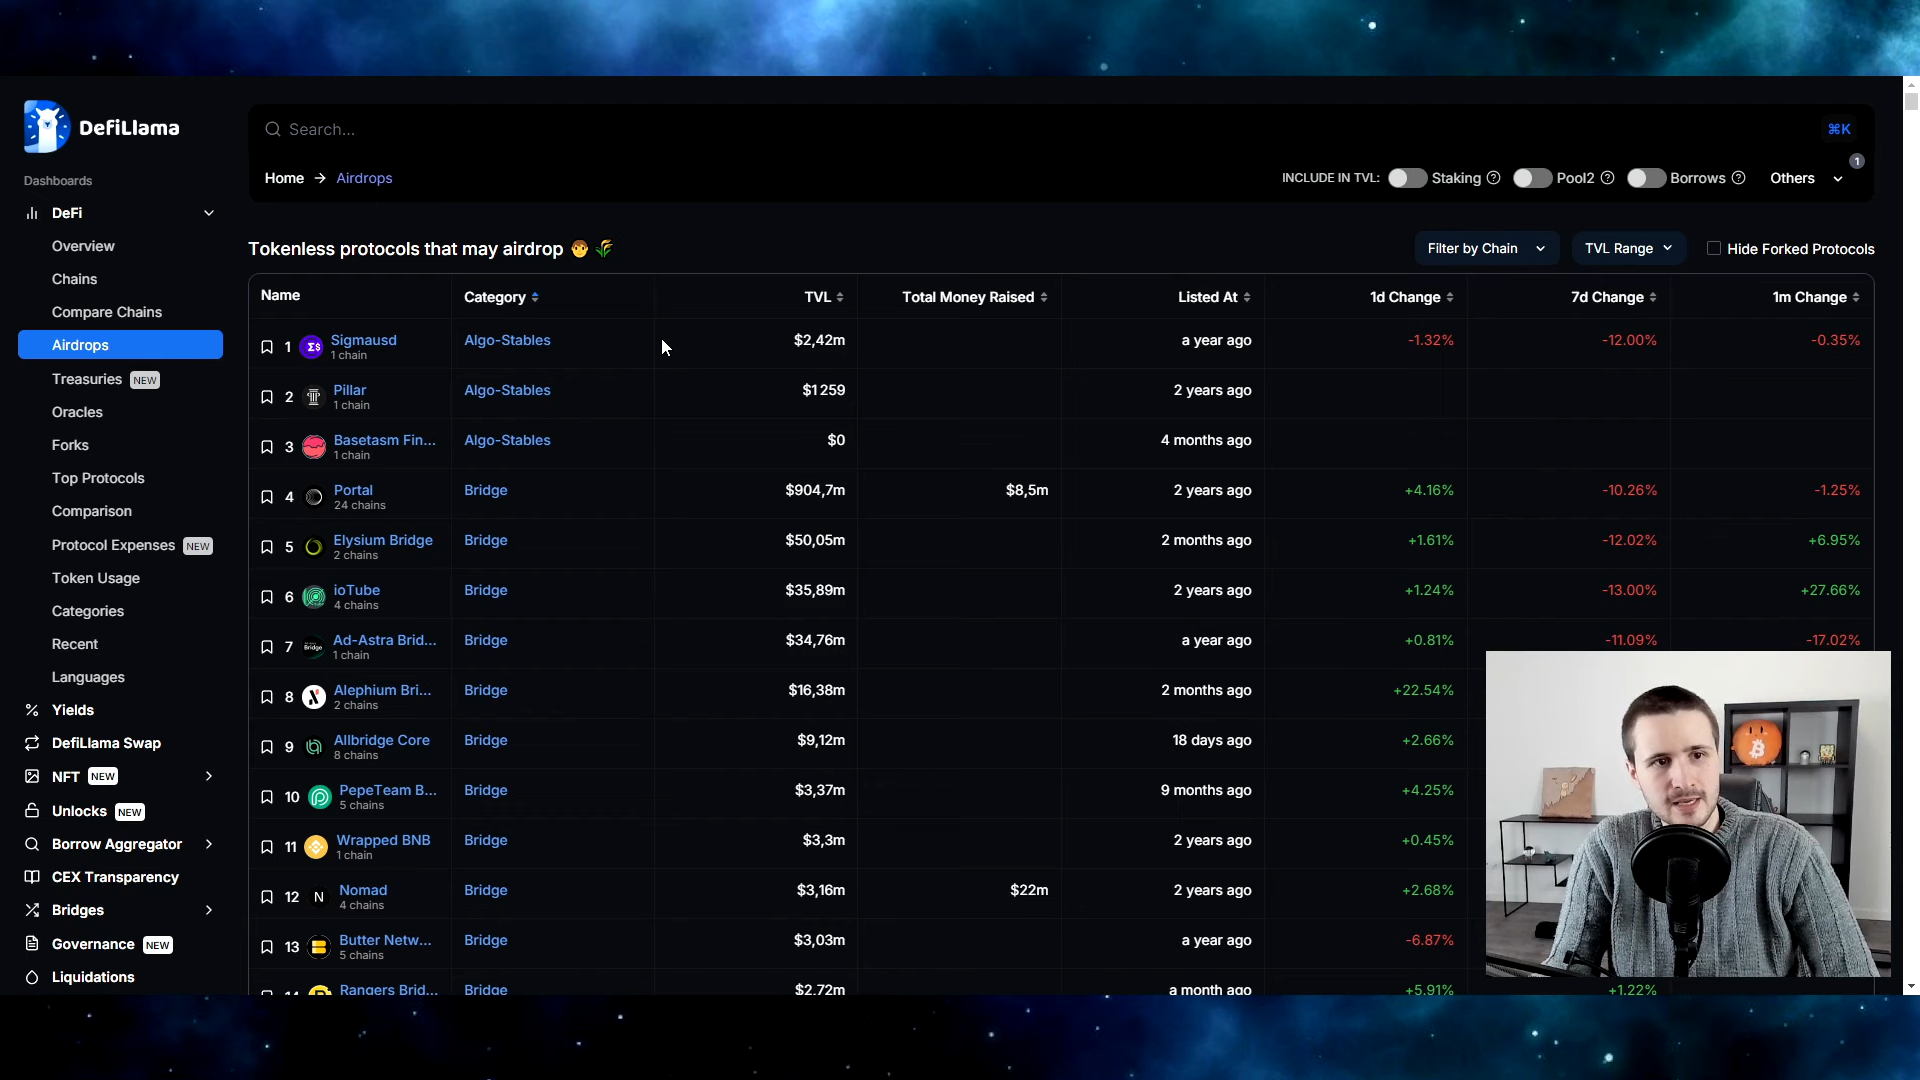 DefiLlama
Search...
⌘K
Home → Airdrops
INCLUDE IN TVL: Staking Pool2 Borrows Others 1
Dashboards
DeFi
Overview
Chains
Compare Chains
Airdrops
Treasuries NEW
Oracles
Forks
Top Protocols
Comparison
Protocol Expenses NEW
Token Usage
Categories
Recent
Languages
Yields
DefiLlama Swap
NFT NEW
Unlocks NEW
Borrow Aggregator
CEX Transparency
Bridges
Governance NEW
Liquidations
Tokenless protocols that may airdrop 🧑‍🌾
Filter by Chain TVL Range Hide Forked Protocols
Name Category TVL Total Money Raised Listed At 1d Change 7d Change 1m Change
1 Σ$ Sigmausd Algo-Stables $2,42m a year ago -1.32% -12.00% -0.35%
1 chain
2 Pillar Algo-Stables $1259 2 years ago
1 chain
3 Basetasm Fin... Algo-Stables $0 4 months ago
1 chain
4 Portal Bridge $904,7m $8,5m 2 years ago +4.16% -10.26% -1.25%
24 chains
5 Elysium Bridge Bridge $50,05m 2 months ago +1.61% -12.02% +6.95%
2 chains
6 ioTube Bridge $35,89m 2 years ago +1.24% -13.00% +27.66%
4 chains
7 Bridge Ad-Astra Brid... Bridge $34,76m a year ago +0.81% -11.09% -17.02%
1 chain
8 Alephium Bri... Bridge $16,38m 2 months ago +22.54%
2 chains
9 Allbridge Core Bridge $9,12m 18 days ago +2.66%
8 chains
10 PepeTeam B... Bridge $3,37m 9 months ago +4.25%
5 chains
11 Wrapped BNB Bridge $3,3m 2 years ago +0.45%
1 chain
12 N Nomad Bridge $3,16m $22m 2 years ago +2.68%
4 chains
13 Butter Netw... Bridge $3,03m a year ago -6.87%
5 chains
14 Rangers Brid... Bridge $2,72m a month ago +5.91% +1.22%